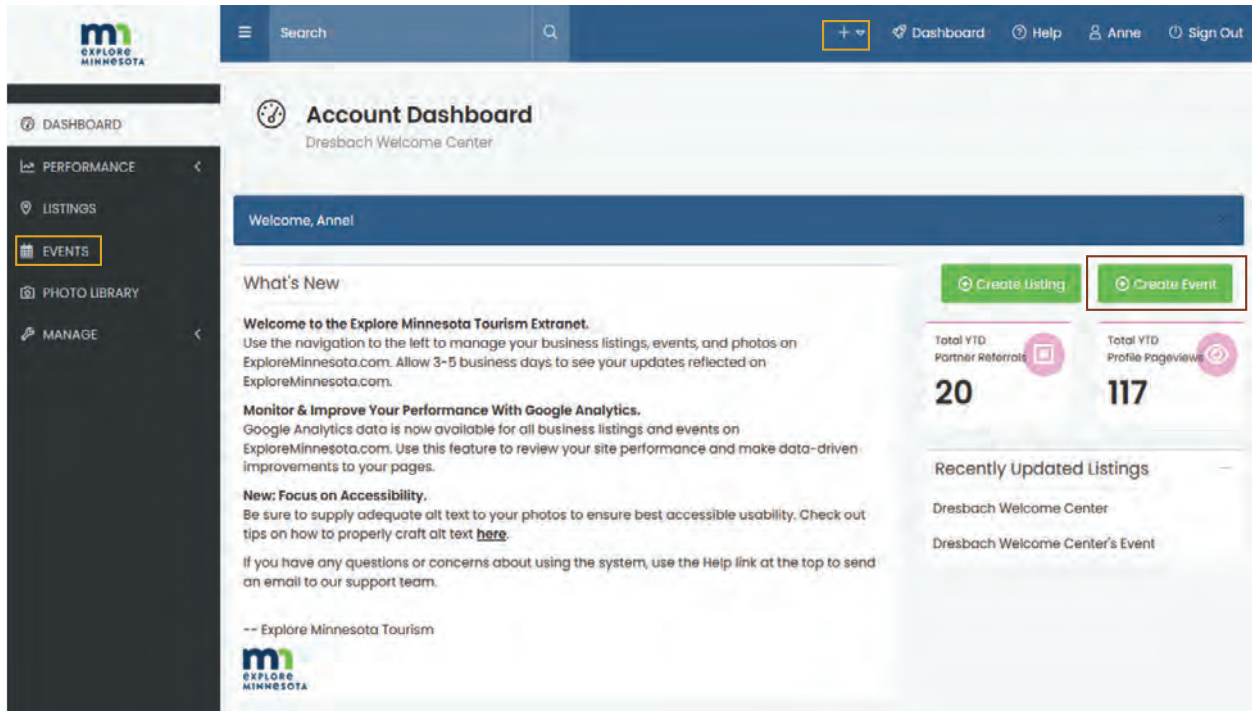 EXPLORE
MINNESOTA
Search
+
Dashboard
Help
Anne
Sign Out
DASHBOARD
PERFORMANCE
LISTINGS
EVENTS
PHOTO LIBRARY
MANAGE
Account Dashboard
Dresbach Welcome Center
Welcome, Anne!
What's New
Welcome to the Explore Minnesota Tourism Extranet.
Use the navigation to the left to manage your business listings, events, and photos on
ExploreMinnesota.com. Allow 3-5 business days to see your updates reflected on
ExploreMinnesota.com.
Monitor & Improve Your Performance With Google Analytics.
Google Analytics data is now available for all business listings and events on
ExploreMinnesota.com. Use this feature to review your site performance and make data-driven
improvements to your pages.
New: Focus on Accessibility.
Be sure to supply adequate alt text to your photos to ensure best accessible usability. Check out
tips on how to properly craft alt text here.
If you have any questions or concerns about using the system, use the Help link at the top to send
an email to our support team.
-- Explore Minnesota Tourism
EXPLORE
MINNESOTA
Create Listing
Create Event
Total YTD
Partner Referrals
20
Total YTD
Profile Pageviews
117
Recently Updated Listings
Dresbach Welcome Center
Dresbach Welcome Center's Event